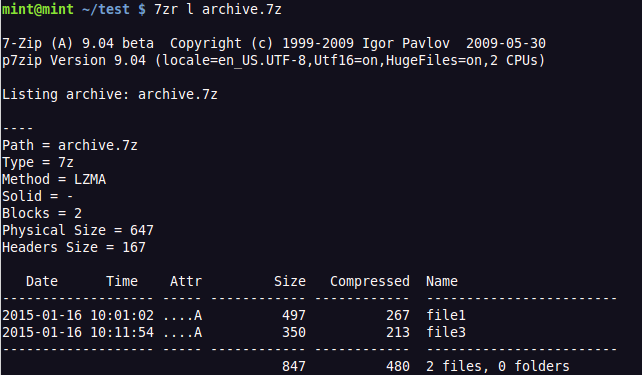 mint@mint ~/test $ 7zr l archive.7z

7-Zip (A) 9.04 beta  Copyright (c) 1999-2009 Igor Pavlov  2009-05-30
p7zip Version 9.04 (locale=en_US.UTF-8,Utf16=on,HugeFiles=on,2 CPUs)

Listing archive: archive.7z

----
Path = archive.7z
Type = 7z
Method = LZMA
Solid = -
Blocks = 2
Physical Size = 647
Headers Size = 167

   Date      Time    Attr         Size   Compressed  Name
------------------- ----- ------------ ------------  ------------------------
2015-01-16 10:01:02 ....A          497          267  file1
2015-01-16 10:11:54 ....A          350          213  file3
------------------- ----- ------------ ------------  ------------------------
                                   847          480  2 files, 0 folders